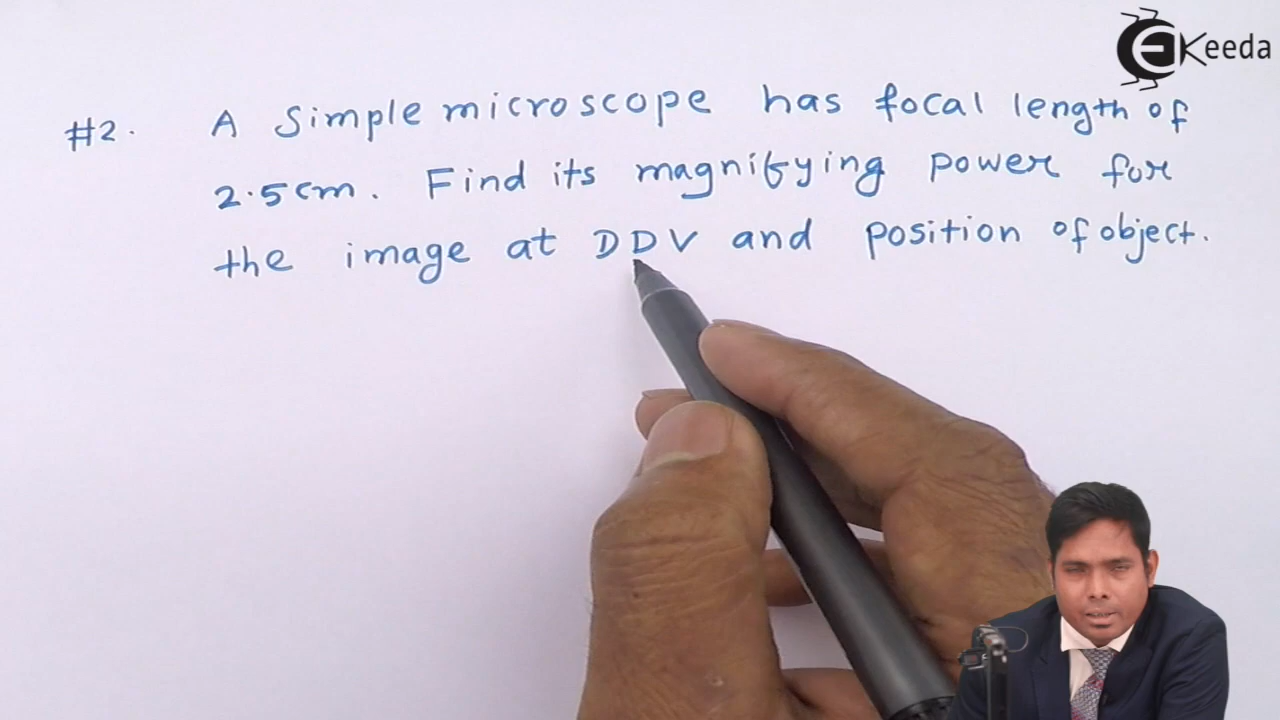 EKeeda
#2. A simple microscope has focal length of
2.5cm. Find its magnifying power for
the image at DDV and position of object.